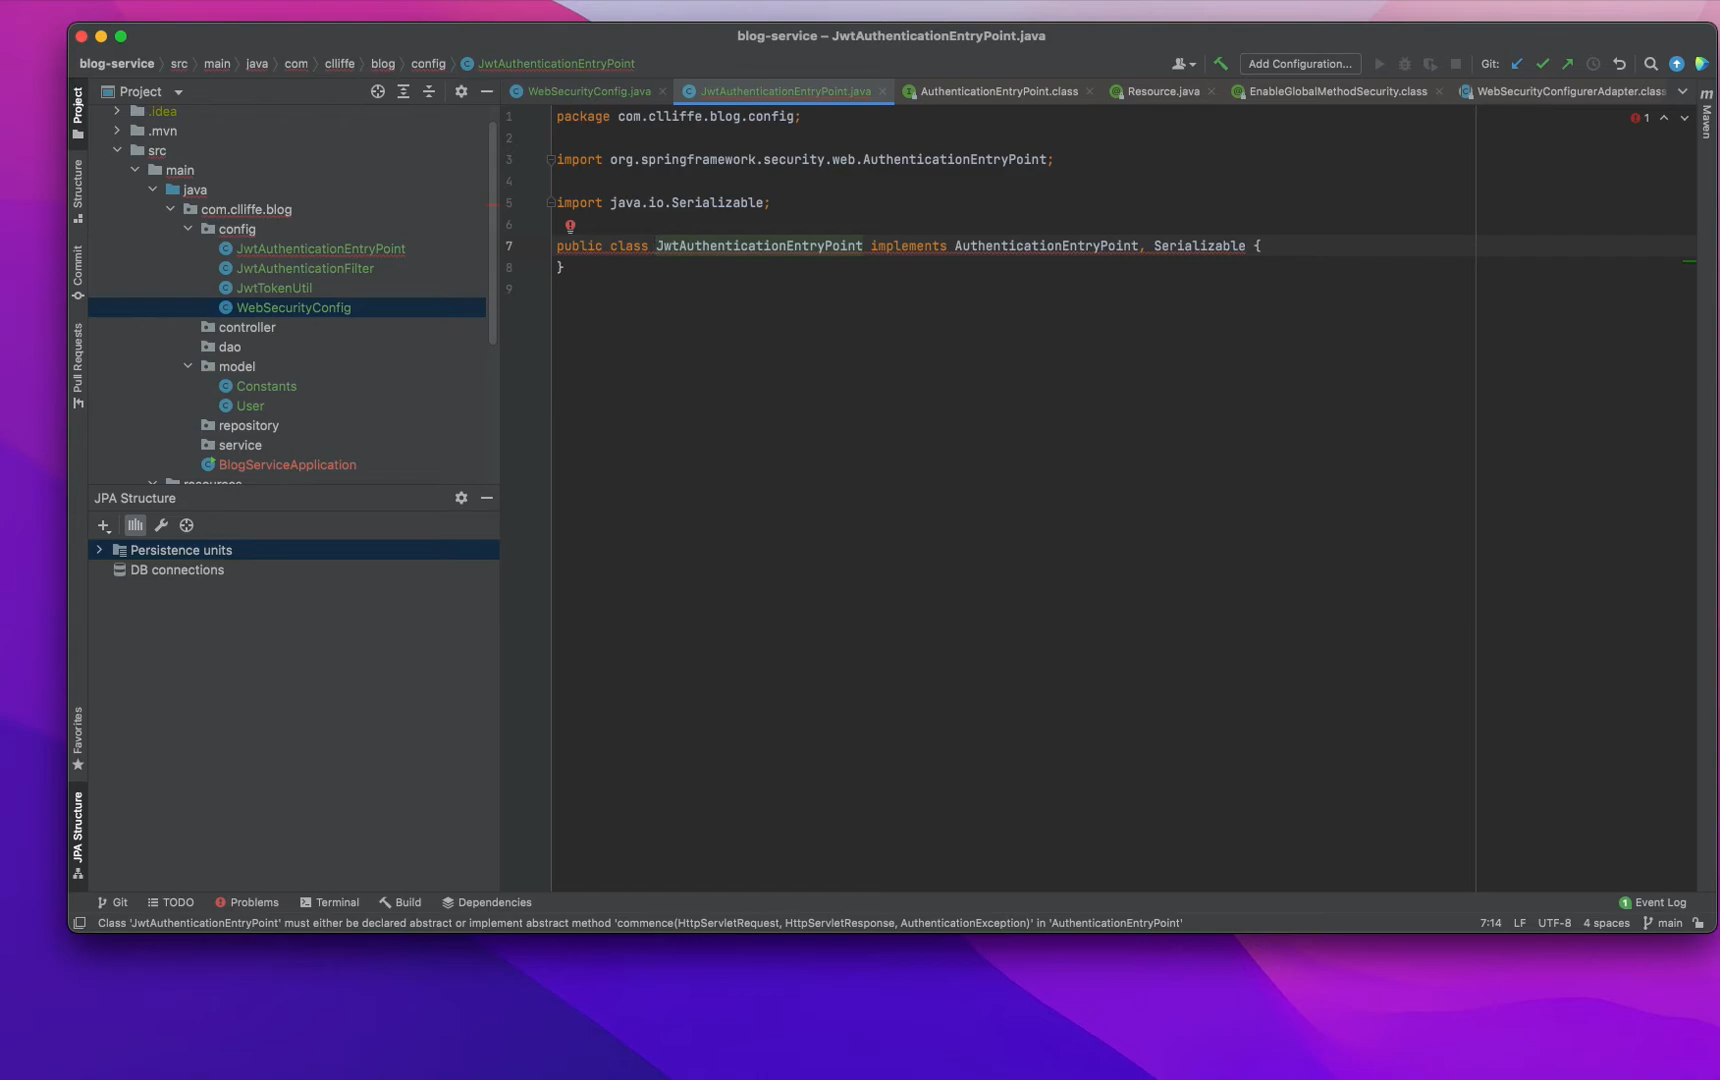 blog-service – JwtAuthenticationEntryPoint.java
blog-service src main java com clliffe blog config JwtAuthenticationEntryPoint
Add Configuration...
Git:
Project
WebSecurityConfig.java
JwtAuthenticationEntryPoint.java
AuthenticationEntryPoint.class
Resource.java
EnableGlobalMethodSecurity.class
WebSecurityConfigurerAdapter.class
Project
Structure
Commit
Pull Requests
Favorites
JPA Structure
Maven
.idea
.mvn
src
main
java
com.clliffe.blog
config
JwtAuthenticationEntryPoint
JwtAuthenticationFilter
JwtTokenUtil
WebSecurityConfig
controller
dao
model
Constants
User
repository
service
BlogServiceApplication
resources
JPA Structure
Persistence units
DB connections
1 package com.clliffe.blog.config;
2
3 import org.springframework.security.web.AuthenticationEntryPoint;
4
5 import java.io.Serializable;
6
7 public class JwtAuthenticationEntryPoint implements AuthenticationEntryPoint, Serializable {
8 }
9
1
Git TODO Problems Terminal Build Dependencies
1 Event Log
Class 'JwtAuthenticationEntryPoint' must either be declared abstract or implement abstract method 'commence(HttpServletRequest, HttpServletResponse, AuthenticationException)' in 'AuthenticationEntryPoint'
7:14 LF UTF-8 4 spaces main